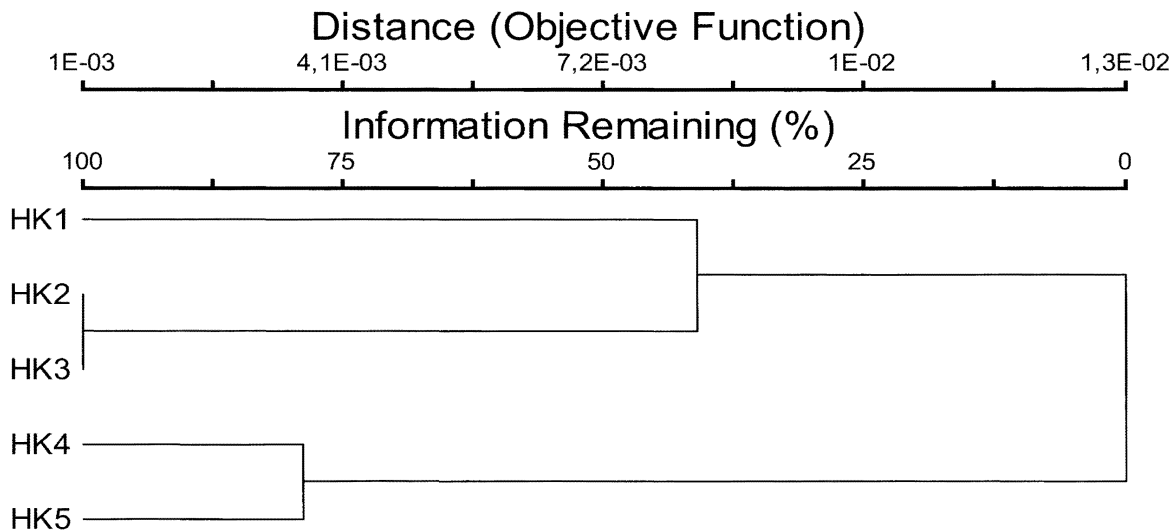 Distance (Objective Function)
1E-03 4,1E-03 7,2E-03 1E-02 1,3E-02
Information Remaining (%)
100 75 50 25 0
HK1
HK2
HK3
HK4
HK5